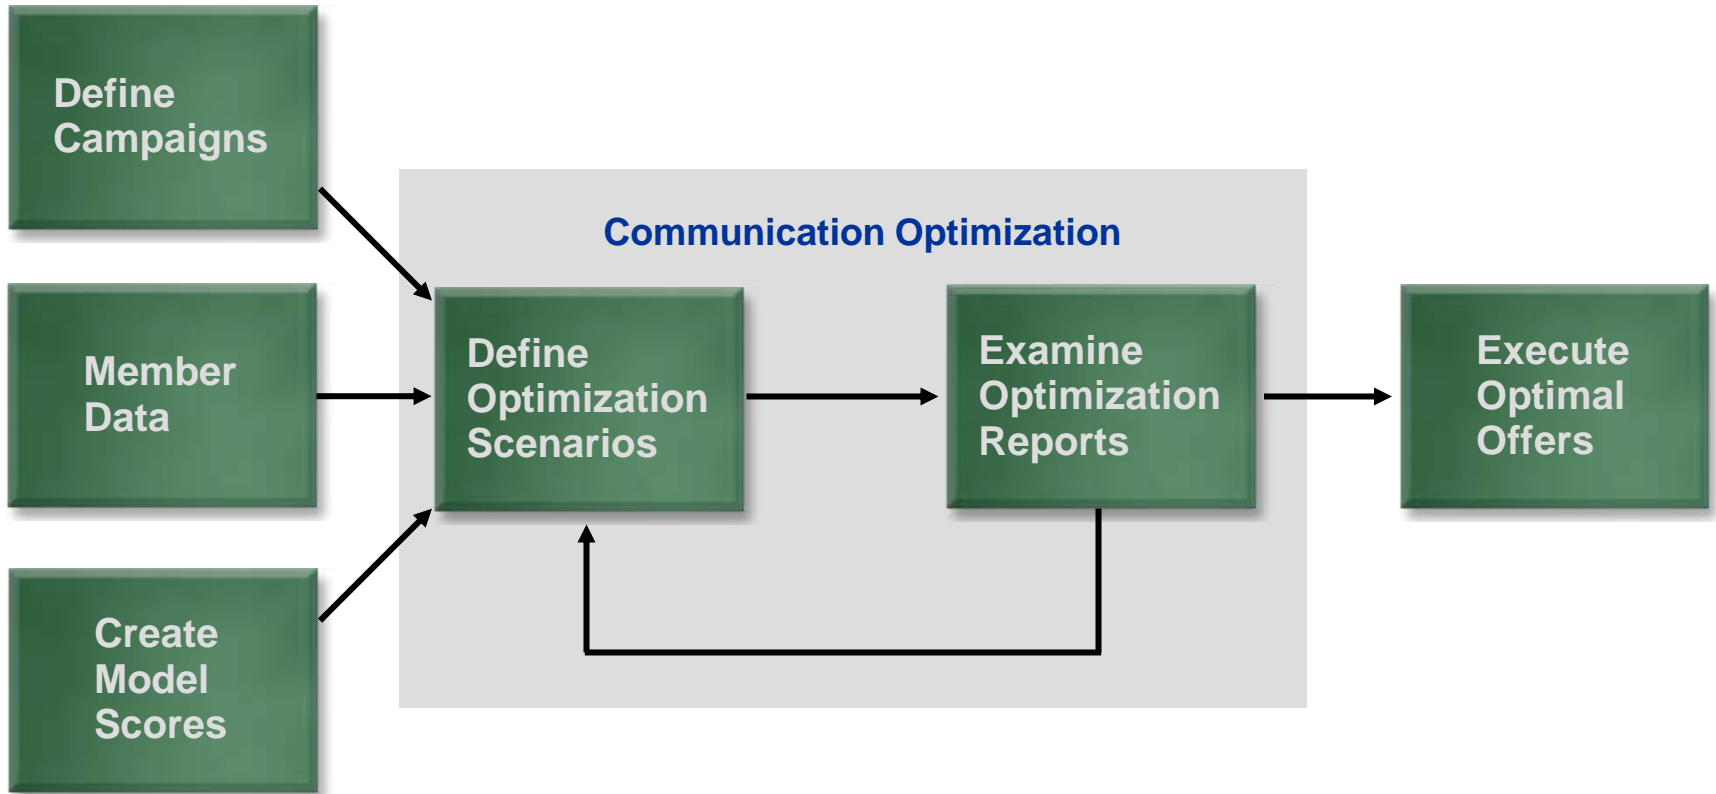 Define
Campaigns
Communication Optimization
Member
Data
Define
Optimization
Scenarios
Examine
Optimization
Reports
Execute
Optimal
Offers
Create
Model
Scores